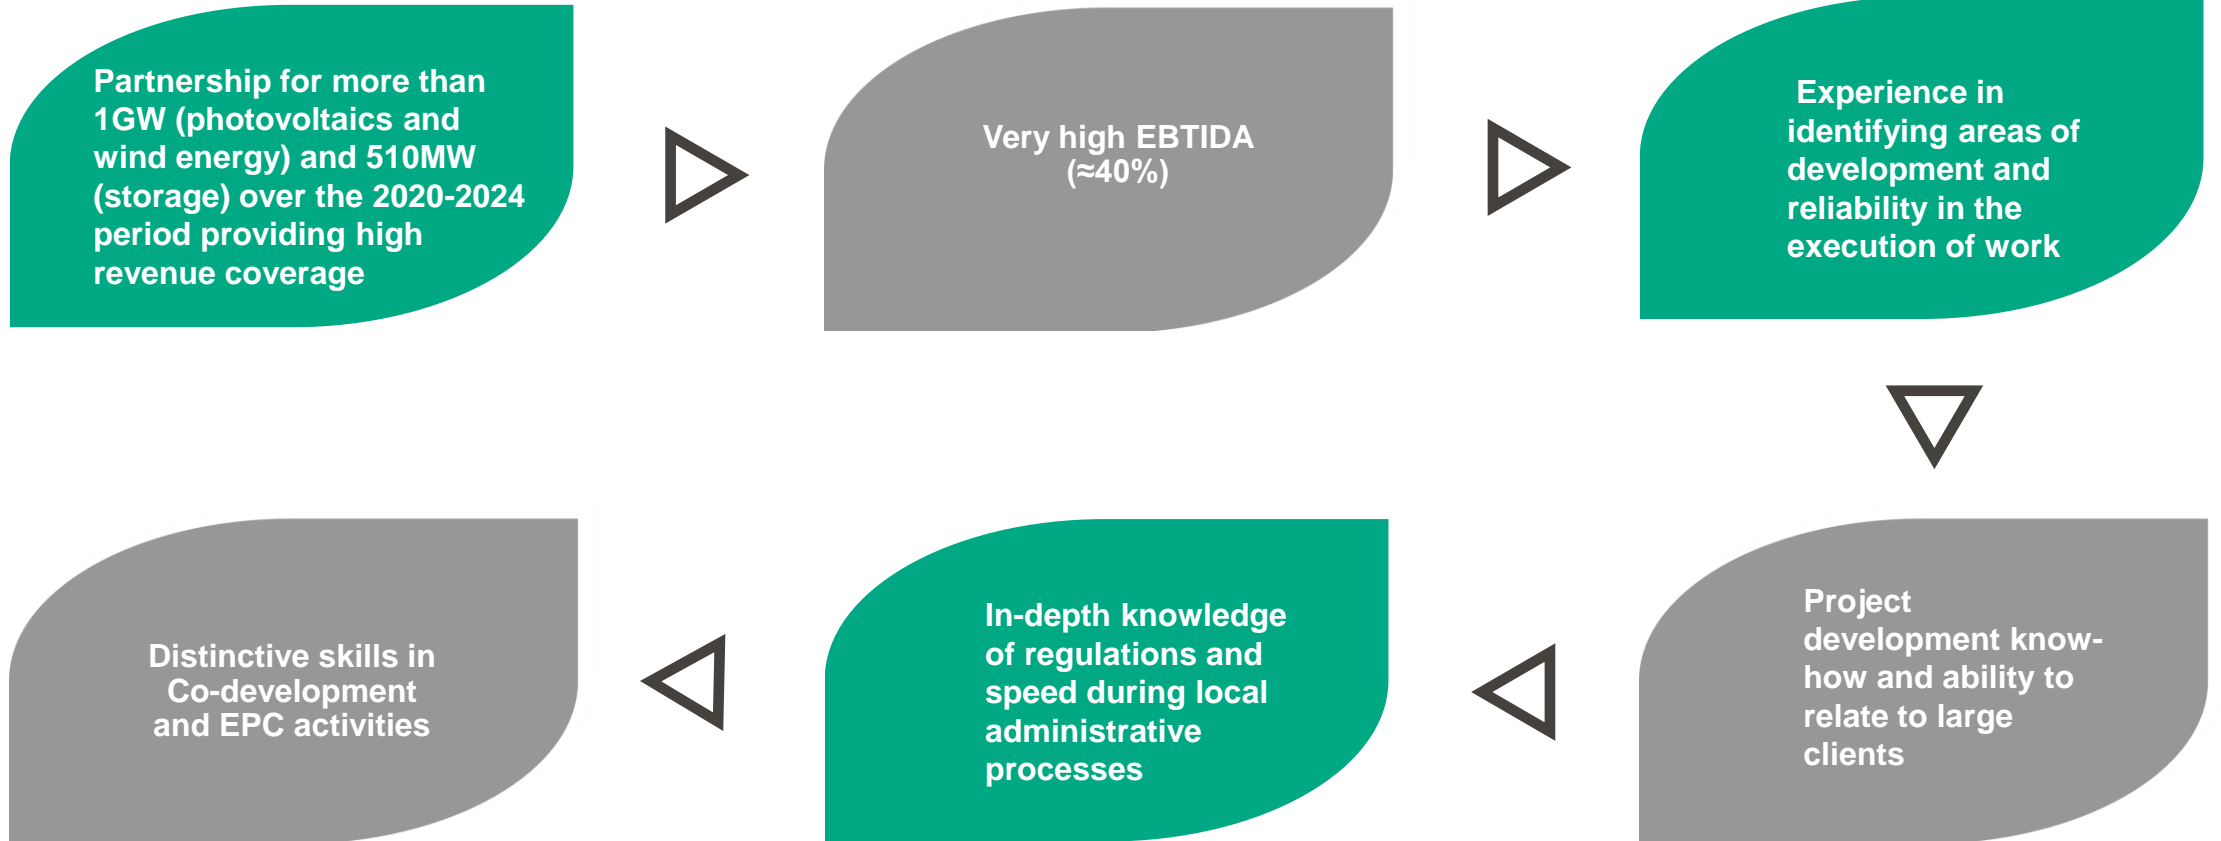 Partnership for more than
1GW (photovoltaics and
wind energy) and 510MW
(storage) over the 2020-2024
period providing high
revenue coverage
Very high EBTIDA
(≈40%)
Experience in
identifying areas of
development and
reliability in the
execution of work
Project
development know-
how and ability to
relate to large
clients
In-depth knowledge
of regulations and
speed during local
administrative
processes
Distinctive skills in
Co-development
and EPC activities